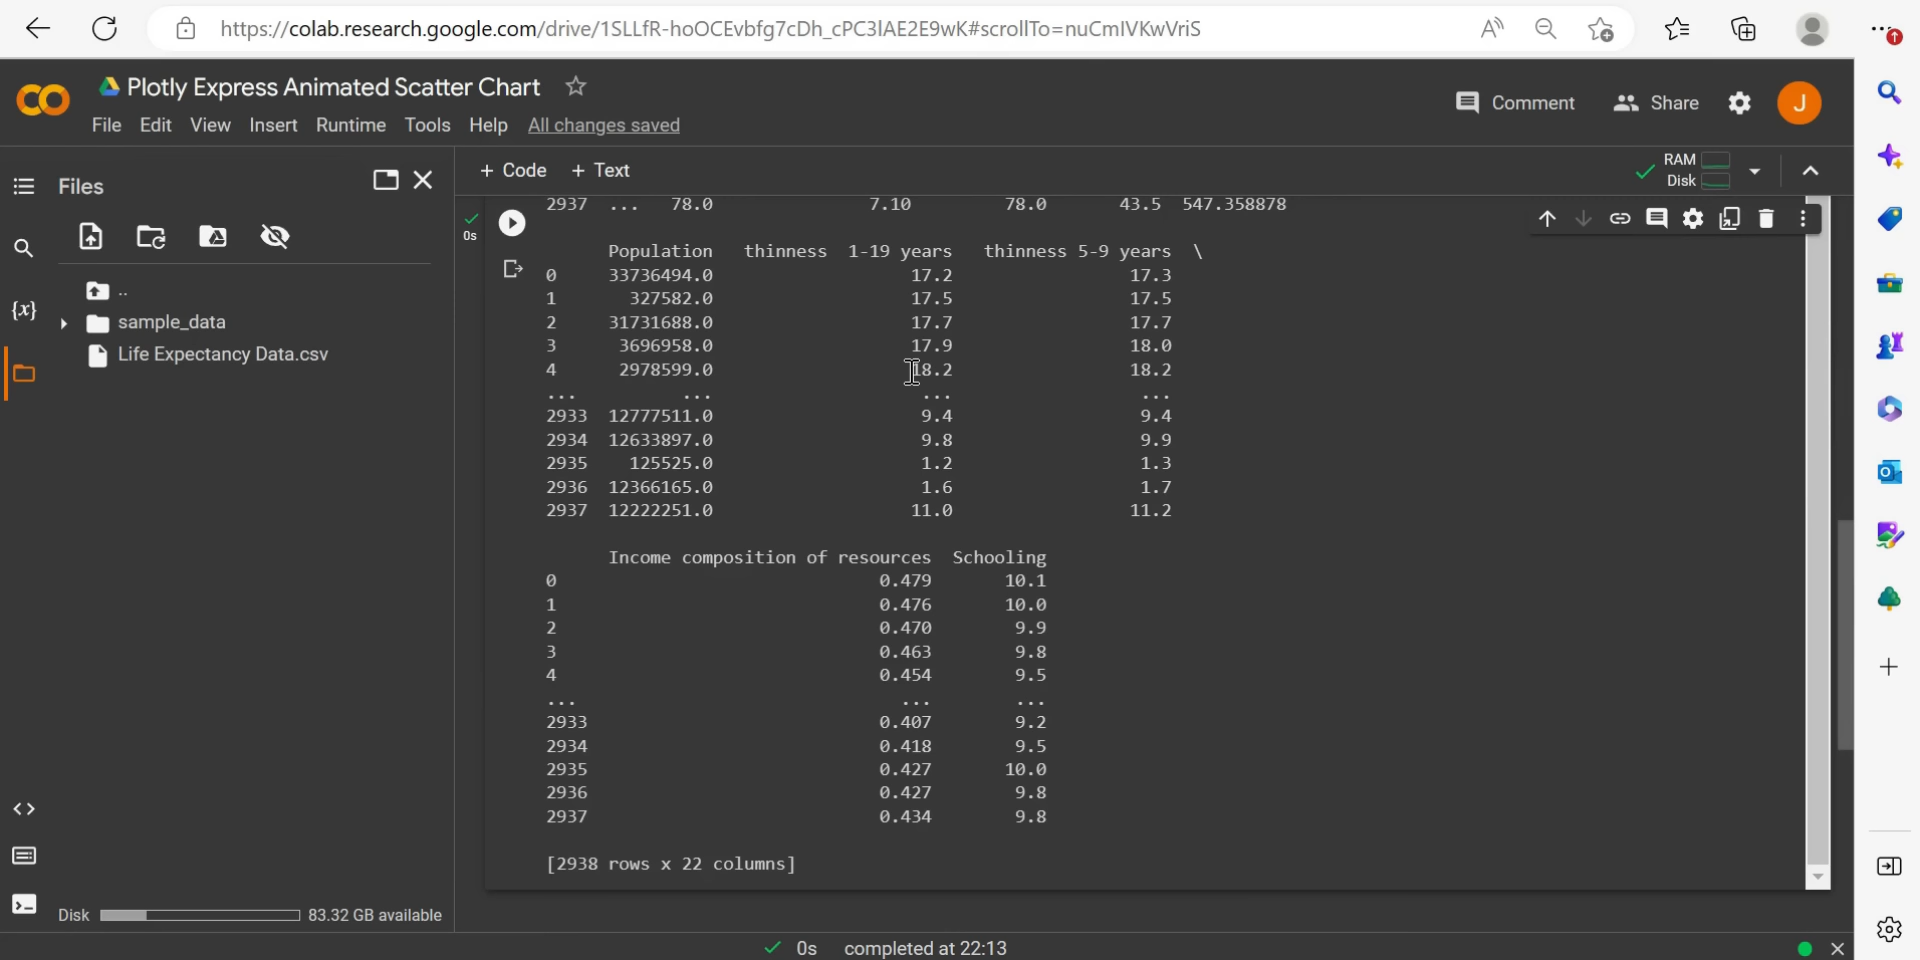 https://colab.research.google.com/drive/1SLLfR-hoOCEvbfg7cDh_cPC3lAE2E9wK#scrollTo=nuCmIVKwVriS
Plotly Express Animated Scatter Chart
Comment Share J
File Edit View Insert Runtime Tools Help All changes saved
Files
+ Code + Text
RAM
Disk
2937 ... 78.0 7.10 78.0 43.5 547.358878
0s
Population thinness 1-19 years thinness 5-9 years \
0 33736494.0 17.2 17.3
1 327582.0 17.5 17.5
2 31731688.0 17.7 17.7
3 3696958.0 17.9 18.0
4 2978599.0 18.2 18.2
... ... ... ...
2933 12777511.0 9.4 9.4
2934 12633897.0 9.8 9.9
2935 125525.0 1.2 1.3
2936 12366165.0 1.6 1.7
2937 12222251.0 11.0 11.2
Income composition of resources Schooling
0 0.479 10.1
1 0.476 10.0
2 0.470 9.9
3 0.463 9.8
4 0.454 9.5
... ... ...
2933 0.407 9.2
2934 0.418 9.5
2935 0.427 10.0
2936 0.427 9.8
2937 0.434 9.8
[2938 rows x 22 columns]
{x}
..
sample_data
Life Expectancy Data.csv
Disk 83.32 GB available
0s completed at 22:13